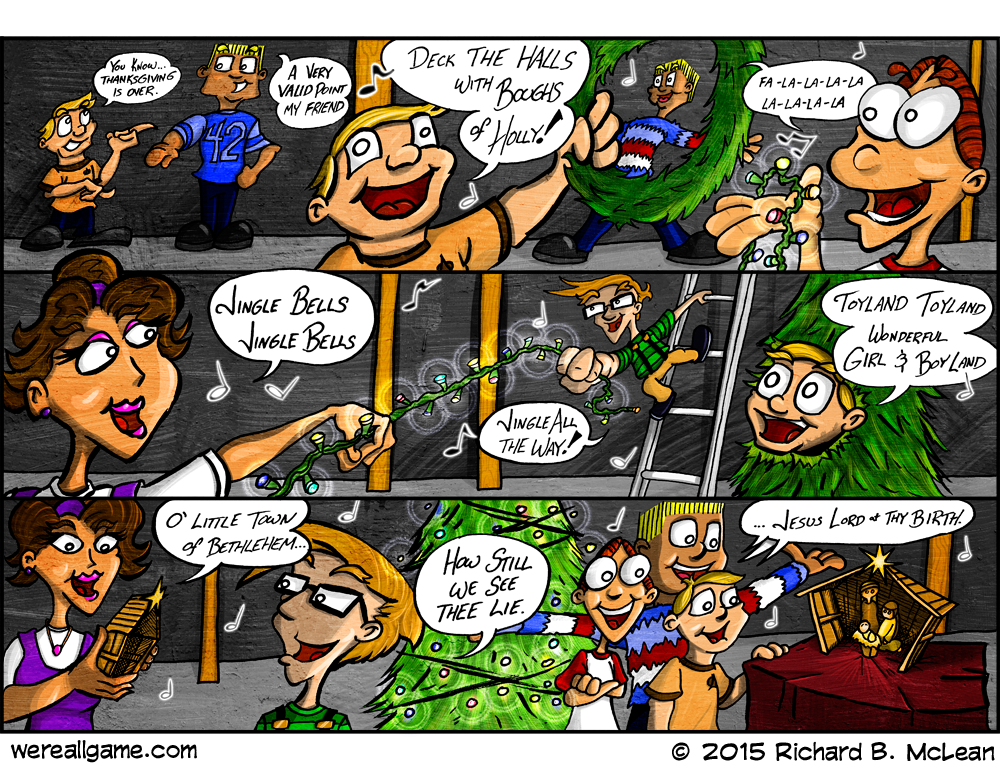 You Know...
Thanksgiving
is over.
A very
valid point
my friend
42
Deck the Halls
with Boughs
of Holly!
Fa-la-la-la-la
la-la-la-la
Jingle Bells
Jingle Bells
Jingle All
the Way!
Toyland Toyland
Wonderful
Girl & Boy Land
O' Little Town
of Bethlehem...
How Still
we see
thee lie.
... Jesus Lord at thy Birth.
wereallgame.com
© 2015 Richard B. McLean